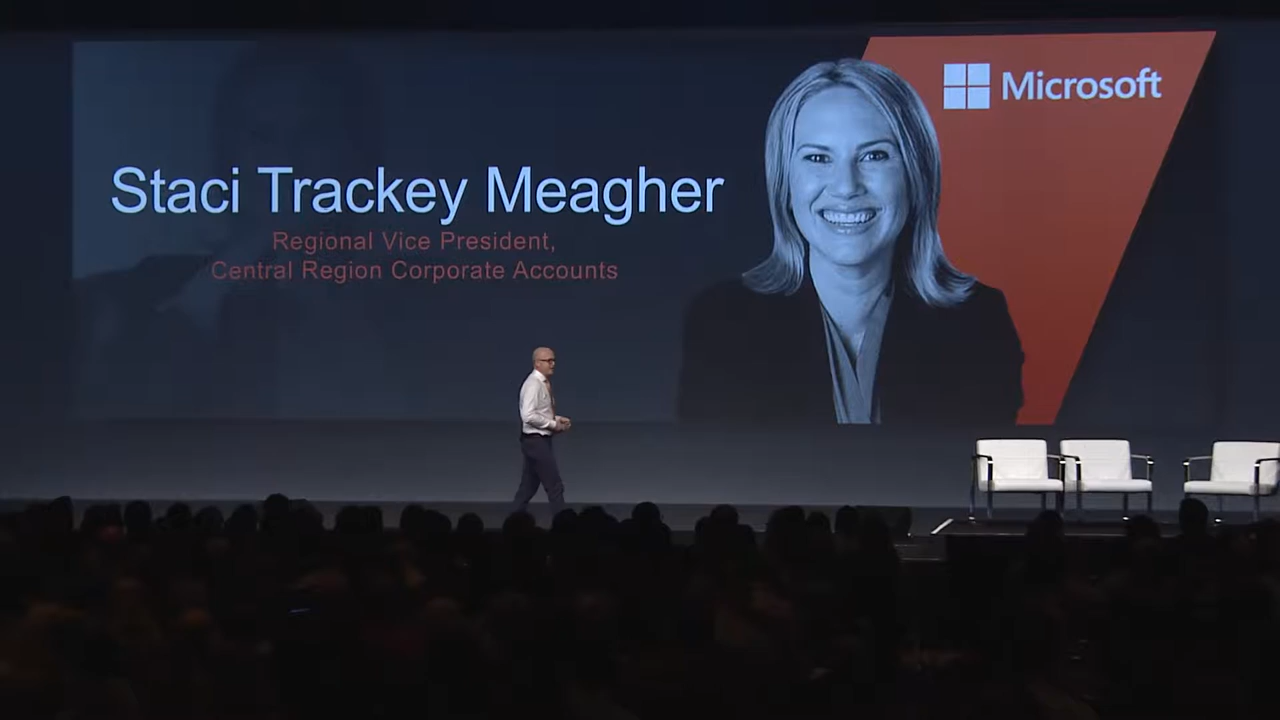 Microsoft
Staci Trackey Meagher
Regional Vice President,
Central Region Corporate Accounts